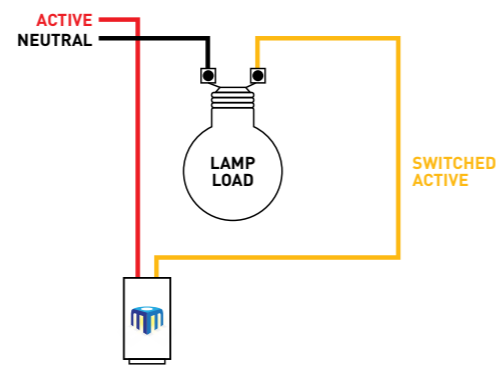 ACTIVE
NEUTRAL
LAMP
LOAD
SWITCHED
ACTIVE